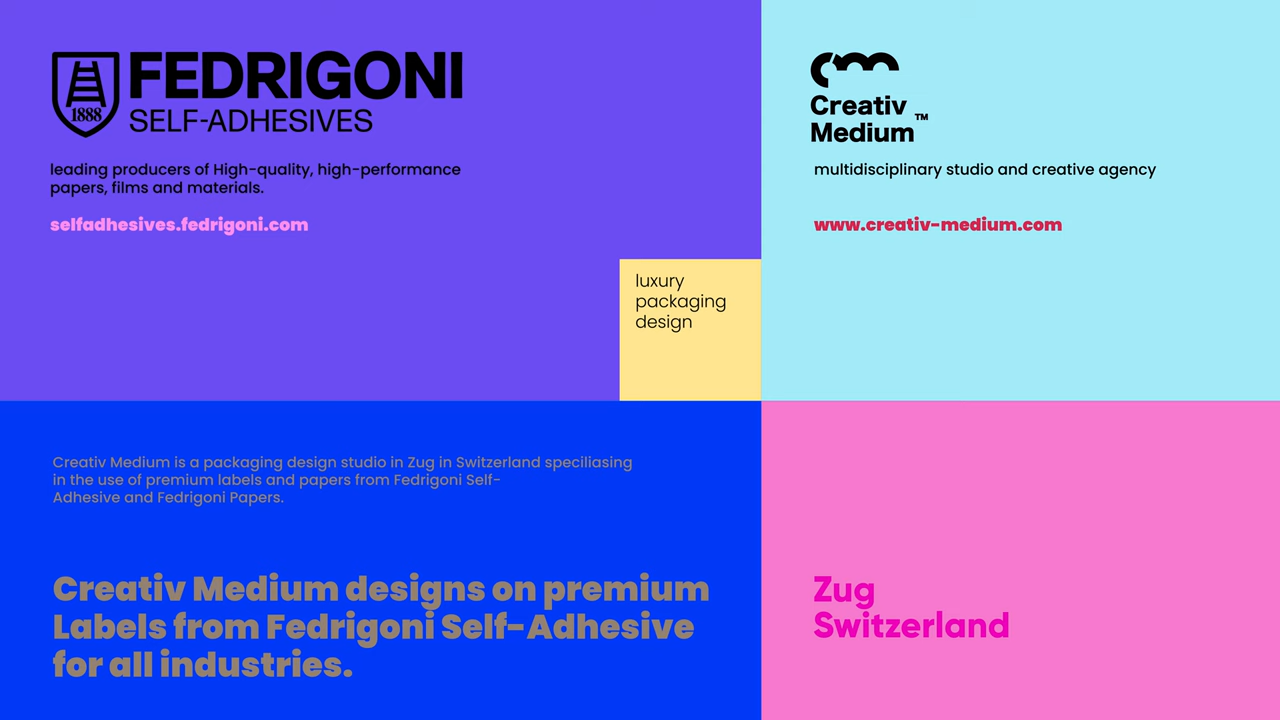 FEDRIGONI
1888
SELF-ADHESIVES
leading producers of High-quality, high-performance
papers, films and materials.
selfadhesives.fedrigoni.com
Creativ
Medium™
multidisciplinary studio and creative agency
www.creativ-medium.com
luxury
packaging
design
Creativ Medium is a packaging design studio in Zug in Switzerland speciliasing
in the use of premium labels and papers from Fedrigoni Self-
Adhesive and Fedrigoni Papers.
Creativ Medium designs on premium
Labels from Fedrigoni Self-Adhesive
for all industries.
Zug
Switzerland